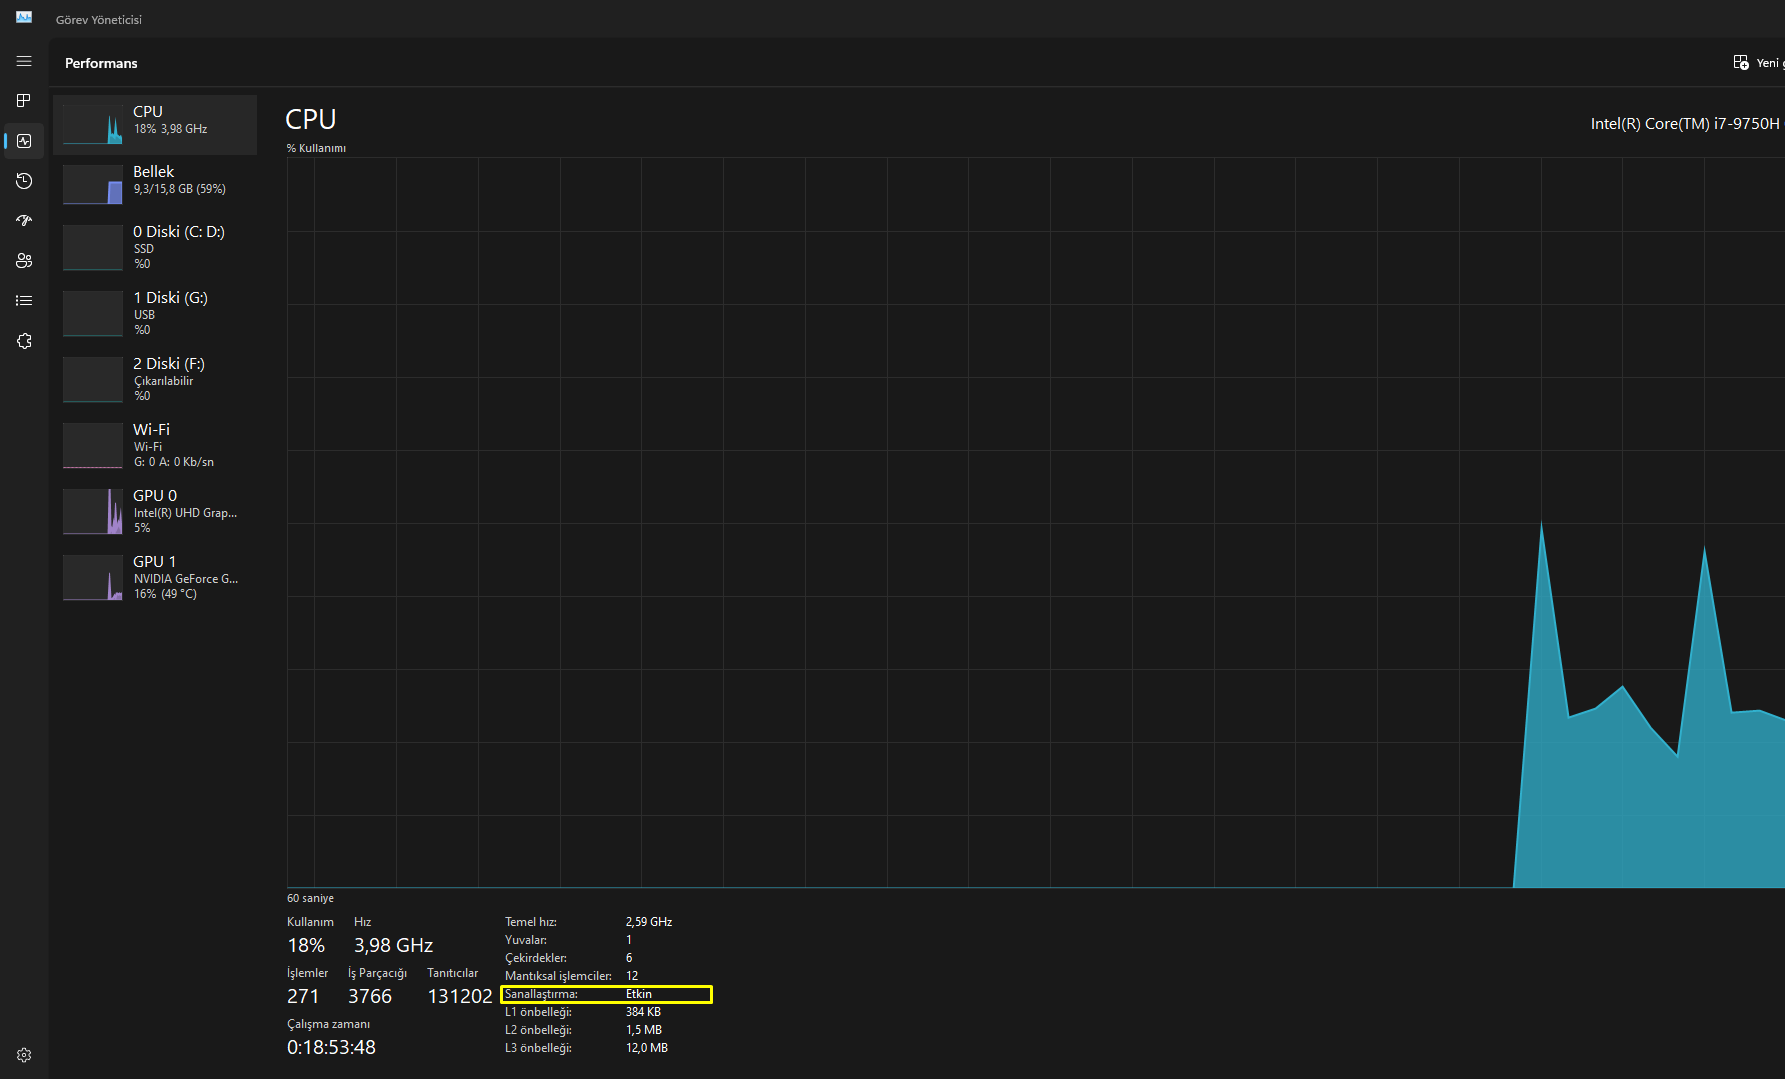 Görev Yöneticisi
Performans
Yeni
CPU
18% 3,98 GHz
Bellek
9,3/15,8 GB (59%)
0 Diski (C: D:)
SSD
%0
1 Diski (G:)
USB
%0
2 Diski (F:)
Çıkarılabilir
%0
Wi-Fi
Wi-Fi
G: 0 A: 0 Kb/sn
GPU 0
Intel(R) UHD Grap...
5%
GPU 1
NVIDIA GeForce G...
16% (49 °C)
CPU
Intel(R) Core(TM) i7-9750H
% Kullanımı
60 saniye
Kullanım Hız
18% 3,98 GHz
İşlemler İş Parçacığı Tanıtıcılar
271 3766 131202
Çalışma zamanı
0:18:53:48
Temel hız: 2,59 GHz
Yuvalar: 1
Çekirdekler: 6
Mantıksal işlemciler: 12
Sanallaştırma: Etkin
L1 önbelleği: 384 KB
L2 önbelleği: 1,5 MB
L3 önbelleği: 12,0 MB